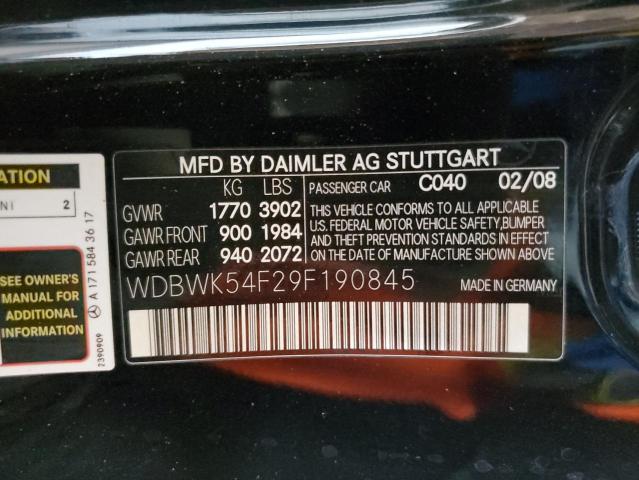 ATION
NI 2
SEE OWNER'S
MANUAL FOR
ADDITIONAL
INFORMATION
A 171 584 36 17
2390909
MFD BY DAIMLER AG STUTTGART
KG LBS PASSENGER CAR C040 02/08
GVWR 1770 3902
GAWR FRONT 900 1984
GAWR REAR 940 2072
THIS VEHICLE CONFORMS TO ALL APPLICABLE
U.S. FEDERAL MOTOR VEHICLE SAFETY,BUMPER
AND THEFT PREVENTION STANDARDS IN EFFECT
ON THE DATE OF MANUFACTURE SHOWN ABOVE
WDBWK54F29F190845 MADE IN GERMANY